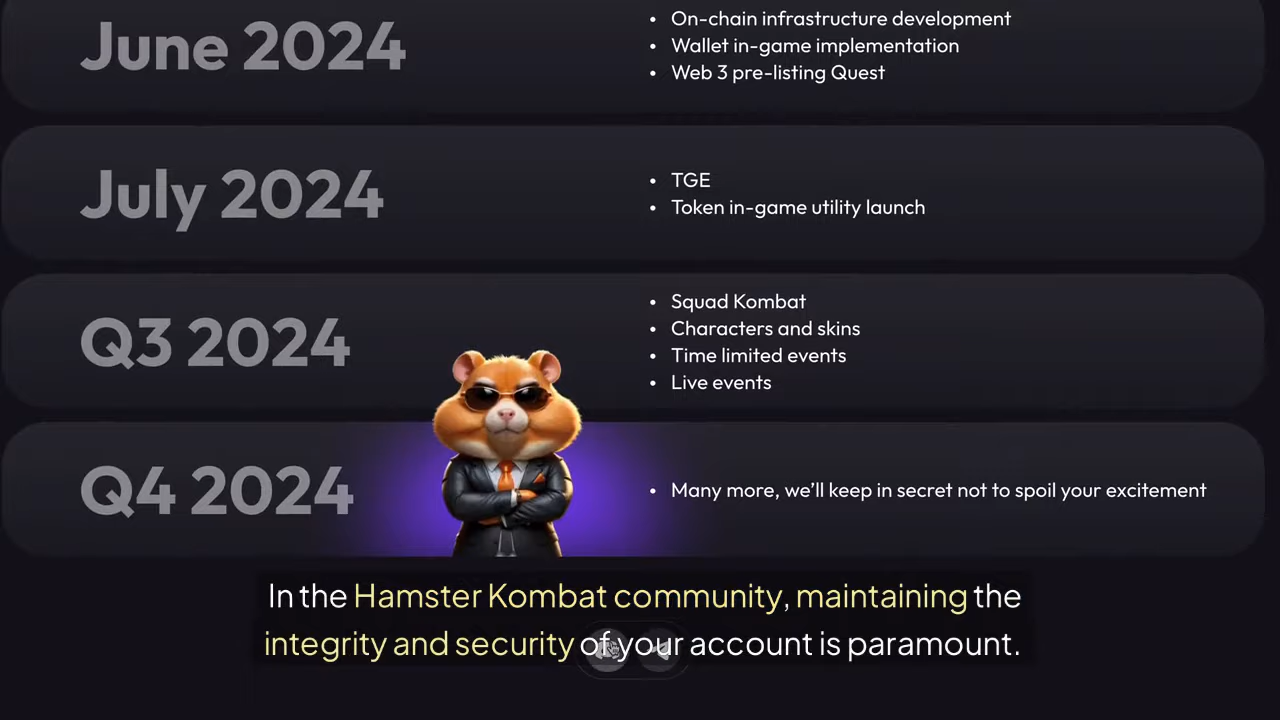 June 2024
• On-chain infrastructure development
• Wallet in-game implementation
• Web 3 pre-listing Quest
July 2024
• TGE
• Token in-game utility launch
Q3 2024
• Squad Kombat
• Characters and skins
• Time limited events
• Live events
Q4 2024
• Many more, we'll keep in secret not to spoil your excitement
In the Hamster Kombat community, maintaining the
integrity and security of your account is paramount.